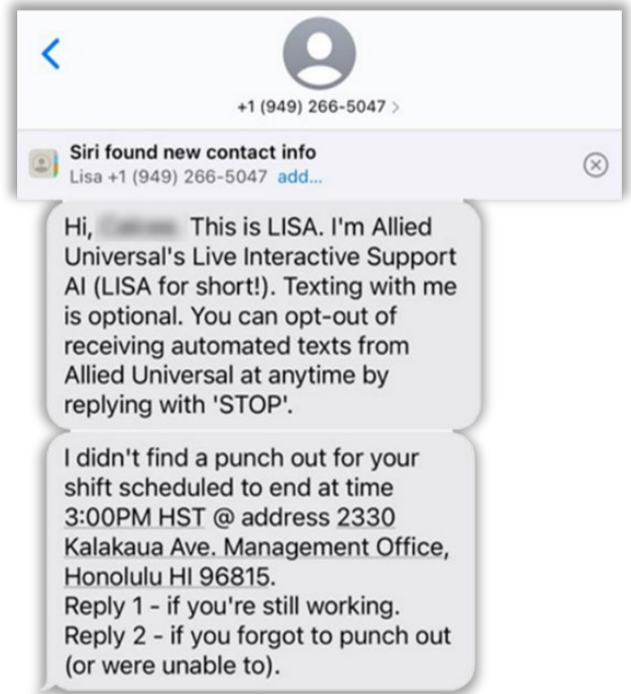 +1 (949) 266-5047 >
Siri found new contact info
Lisa +1 (949) 266-5047 add...
Hi, This is LISA. I'm Allied
Universal's Live Interactive Support
AI (LISA for short!). Texting with me
is optional. You can opt-out of
receiving automated texts from
Allied Universal at anytime by
replying with 'STOP'.
I didn't find a punch out for your
shift scheduled to end at time
3:00PM HST @ address 2330
Kalakaua Ave. Management Office,
Honolulu HI 96815.
Reply 1 - if you're still working.
Reply 2 - if you forgot to punch out
(or were unable to).